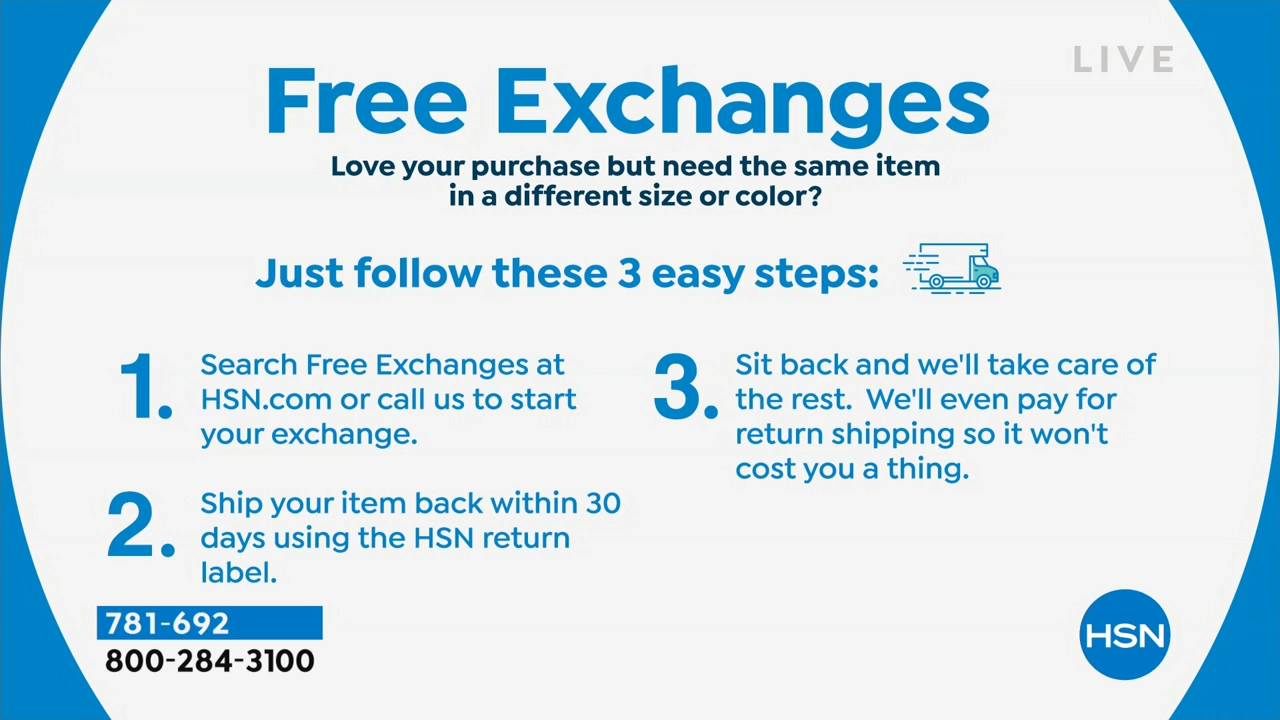 LIVE
Free Exchanges
Love your purchase but need the same item
in a different size or color?
Just follow these 3 easy steps:
1. Search Free Exchanges at
HSN.com or call us to start
your exchange.
2. Ship your item back within 30
days using the HSN return
label.
3. Sit back and we'll take care of
the rest.  We'll even pay for
return shipping so it won't
cost you a thing.
781-692
800-284-3100
HSN